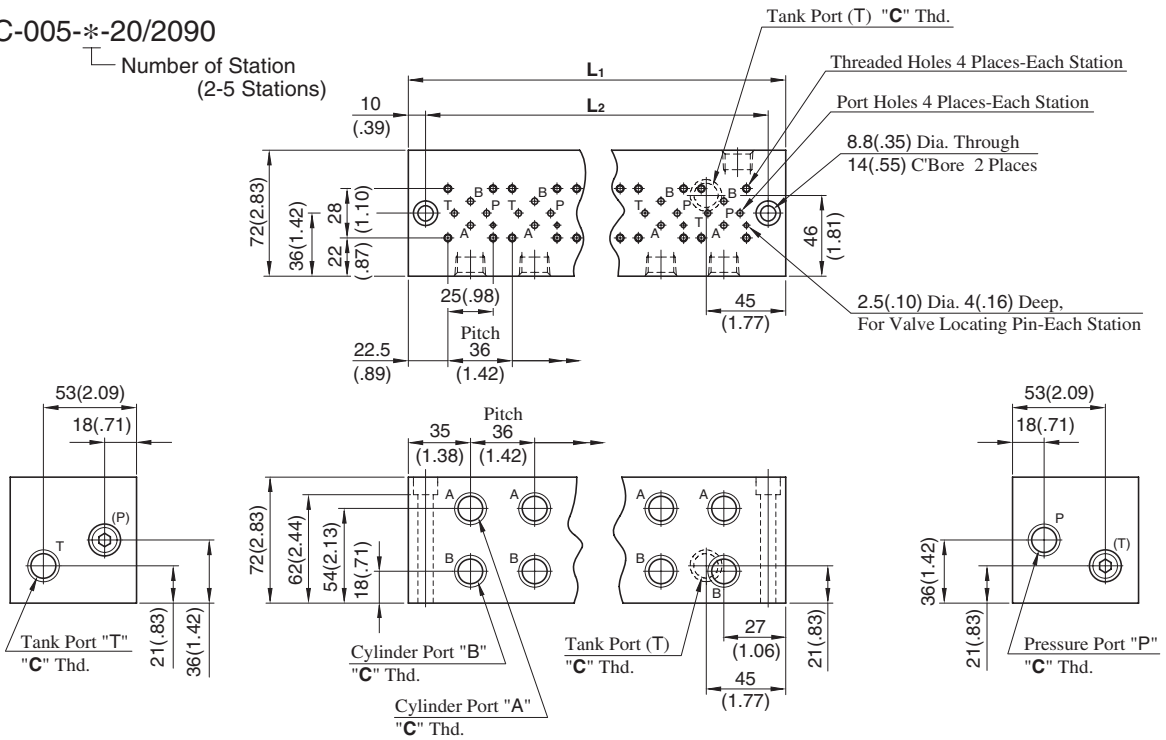 C-005-*-20/2090
Number of Station
(2-5 Stations)
Tank Port (T) "C" Thd.
L1
Threaded Holes 4 Places-Each Station
10
(.39)
L2
Port Holes 4 Places-Each Station
8.8(.35) Dia. Through
14(.55) C'Bore 2 Places
72(2.83)
36(1.42)
28
(1.10)
22
(.87)
T B P A T B P A
T B P A T B P A
46
(1.81)
25(.98)
45
(1.77)
2.5(.10) Dia. 4(.16) Deep,
For Valve Locating Pin-Each Station
Pitch
22.5
(.89)
36
(1.42)
53(2.09)
18(.71)
(P)
T
21(.83)
36(1.42)
Tank Port "T"
"C" Thd.
Pitch
35
(1.38)
36
(1.42)
72(2.83)
62(2.44)
54(2.13)
18(.71)
A A A A
B B B B
27
(1.06)
45
(1.77)
21(.83)
Cylinder Port "B"
"C" Thd.
Cylinder Port "A"
"C" Thd.
Tank Port (T)
"C" Thd.
53(2.09)
18(.71)
P
(T)
36(1.42)
21(.83)
Pressure Port "P"
"C" Thd.